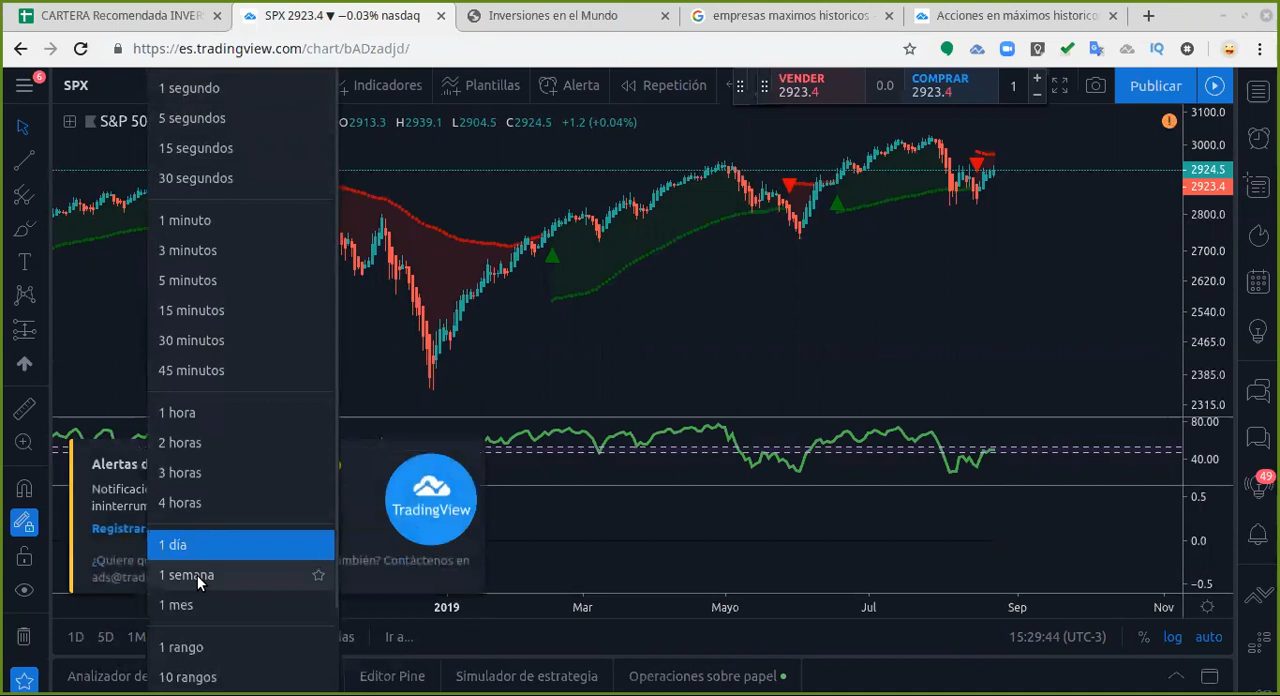 CARTERA Recomendada INVER
SPX 2923.4 ▼ −0.03% nasdaq
Inversiones en el Mundo
empresas maximos historicos
Acciones en máximos historico
https://es.tradingview.com/chart/bADzadjd/
IQ
6
SPX
Indicadores
Plantillas
Alerta
Repetición
VENDER
2923.4
0.0
COMPRAR
2923.4
1
Publicar
S&P 50
O2913.3 H2939.1 L2904.5 C2924.5 +1.2 (+0.04%)
1 segundo
5 segundos
15 segundos
30 segundos
1 minuto
3 minutos
5 minutos
15 minutos
30 minutos
45 minutos
1 hora
2 horas
3 horas
4 horas
1 día
1 semana
1 mes
1 rango
10 rangos
3100.0
3000.0
2924.5
2923.4
2800.0
2700.0
2620.0
2540.0
2465.0
2385.0
2315.0
80.00
40.00
0.5
0.0
−0.5
49
Alertas d
Notificacio
ininterrum
Registrar
¿Quiere qu
ambién? Contáctenos en
ads@trad
TradingView
2019
Mar
Mayo
Jul
Sep
Nov
1D 5D 1M
ías
Ir a...
15:29:44 (UTC-3)
% log auto
Analizador de
Editor Pine
Simulador de estrategia
Operaciones sobre papel